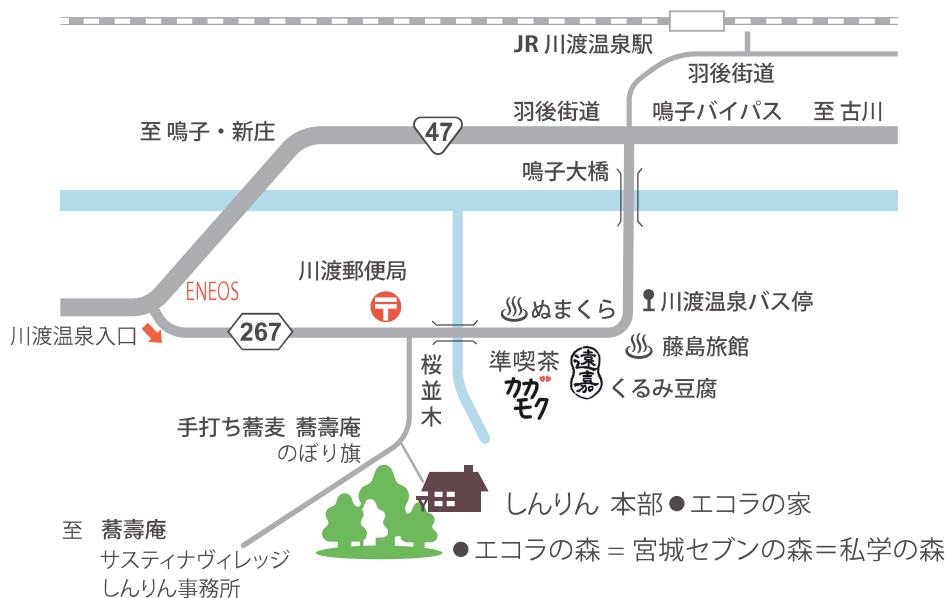 JR 川渡温泉駅
羽後街道
羽後街道
鳴子バイパス
至 古川
至 鳴子・新庄
47
鳴子大橋
川渡郵便局
ENEOS
川渡温泉バス停
ぬまくら
川渡温泉入口
267
藤島旅館
準喫茶
カガモク
遠嘉
くるみ豆腐
桜並木
手打ち蕎麦 蕎壽庵
のぼり旗
しんりん 本部●エコラの家
至 蕎壽庵
サスティナヴィレッジ
しんりん事務所
●エコラの森＝宮城セブンの森＝私学の森